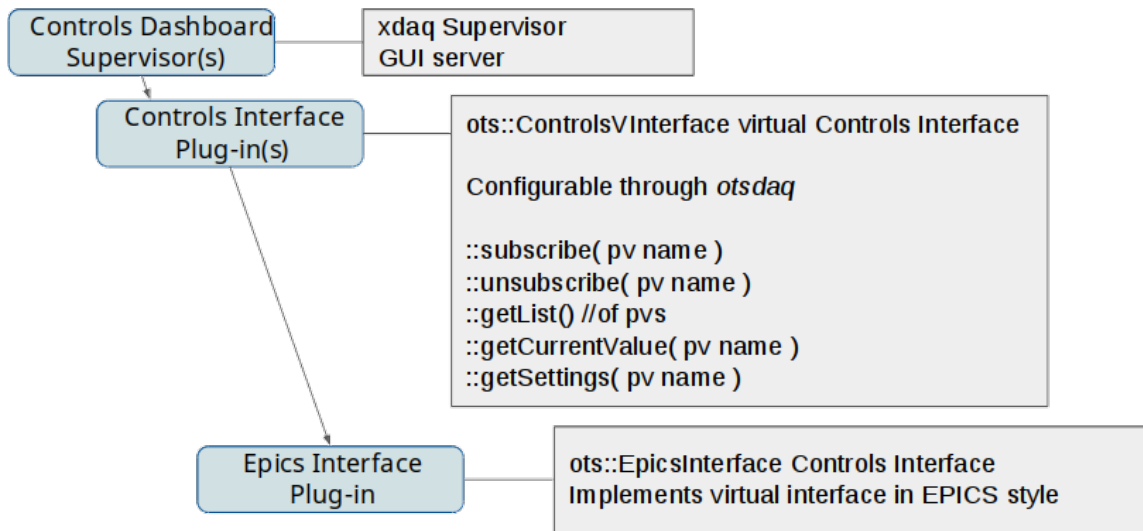 Controls Dashboard
Supervisor(s)
xdaq Supervisor
GUI server
Controls Interface
Plug-in(s)
ots::ControlsVInterface virtual Controls Interface
Configurable through otsdaq
::subscribe( pv name )
::unsubscribe( pv name )
::getList() //of pvs
::getCurrentValue( pv name )
::getSettings( pv name )
Epics Interface
Plug-in
ots::EpicsInterface Controls Interface
Implements virtual interface in EPICS style